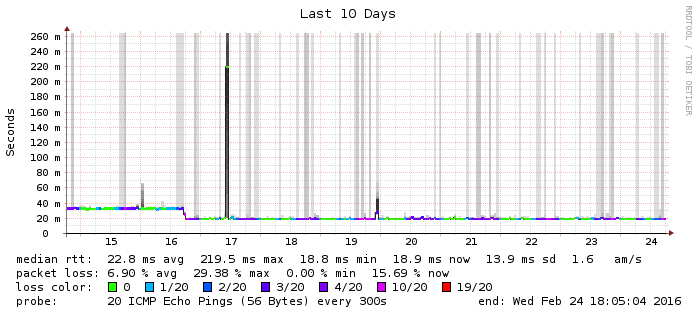 Last 10 Days
RRDTOOL / TOBI OETIKER
Seconds
260 m
240 m
220 m
200 m
180 m
160 m
140 m
120 m
100 m
80 m
60 m
40 m
20 m
0
15 16 17 18 19 20 21 22 23 24
median rtt: 22.8 ms avg 219.5 ms max 18.8 ms min 18.9 ms now 13.9 ms sd 1.6 am/s
packet loss: 6.90 % avg 29.38 % max 0.00 % min 15.69 % now
loss color: 0 1/20 2/20 3/20 4/20 10/20 19/20
probe: 20 ICMP Echo Pings (56 Bytes) every 300s end: Wed Feb 24 18:05:04 2016